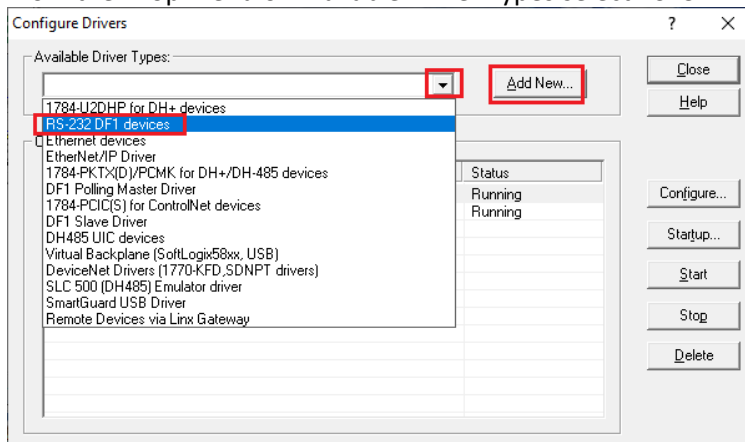 Configure Drivers
? X
Available Driver Types:
Add New...
Close
Help
1784-U2DHP for DH+ devices
RS-232 DF1 devices
Ethernet devices
EtherNet/IP Driver
1784-PKTX(D)/PCMK for DH+/DH-485 devices
DF1 Polling Master Driver
1784-PCIC(S) for ControlNet devices
DF1 Slave Driver
DH485 UIC devices
Virtual Backplane (SoftLogix58xx, USB)
DeviceNet Drivers (1770-KFD,SDNPT drivers)
SLC 500 (DH485) Emulator driver
SmartGuard USB Driver
Remote Devices via Linx Gateway
Status
Running
Running
Configure...
Startup...
Start
Stop
Delete